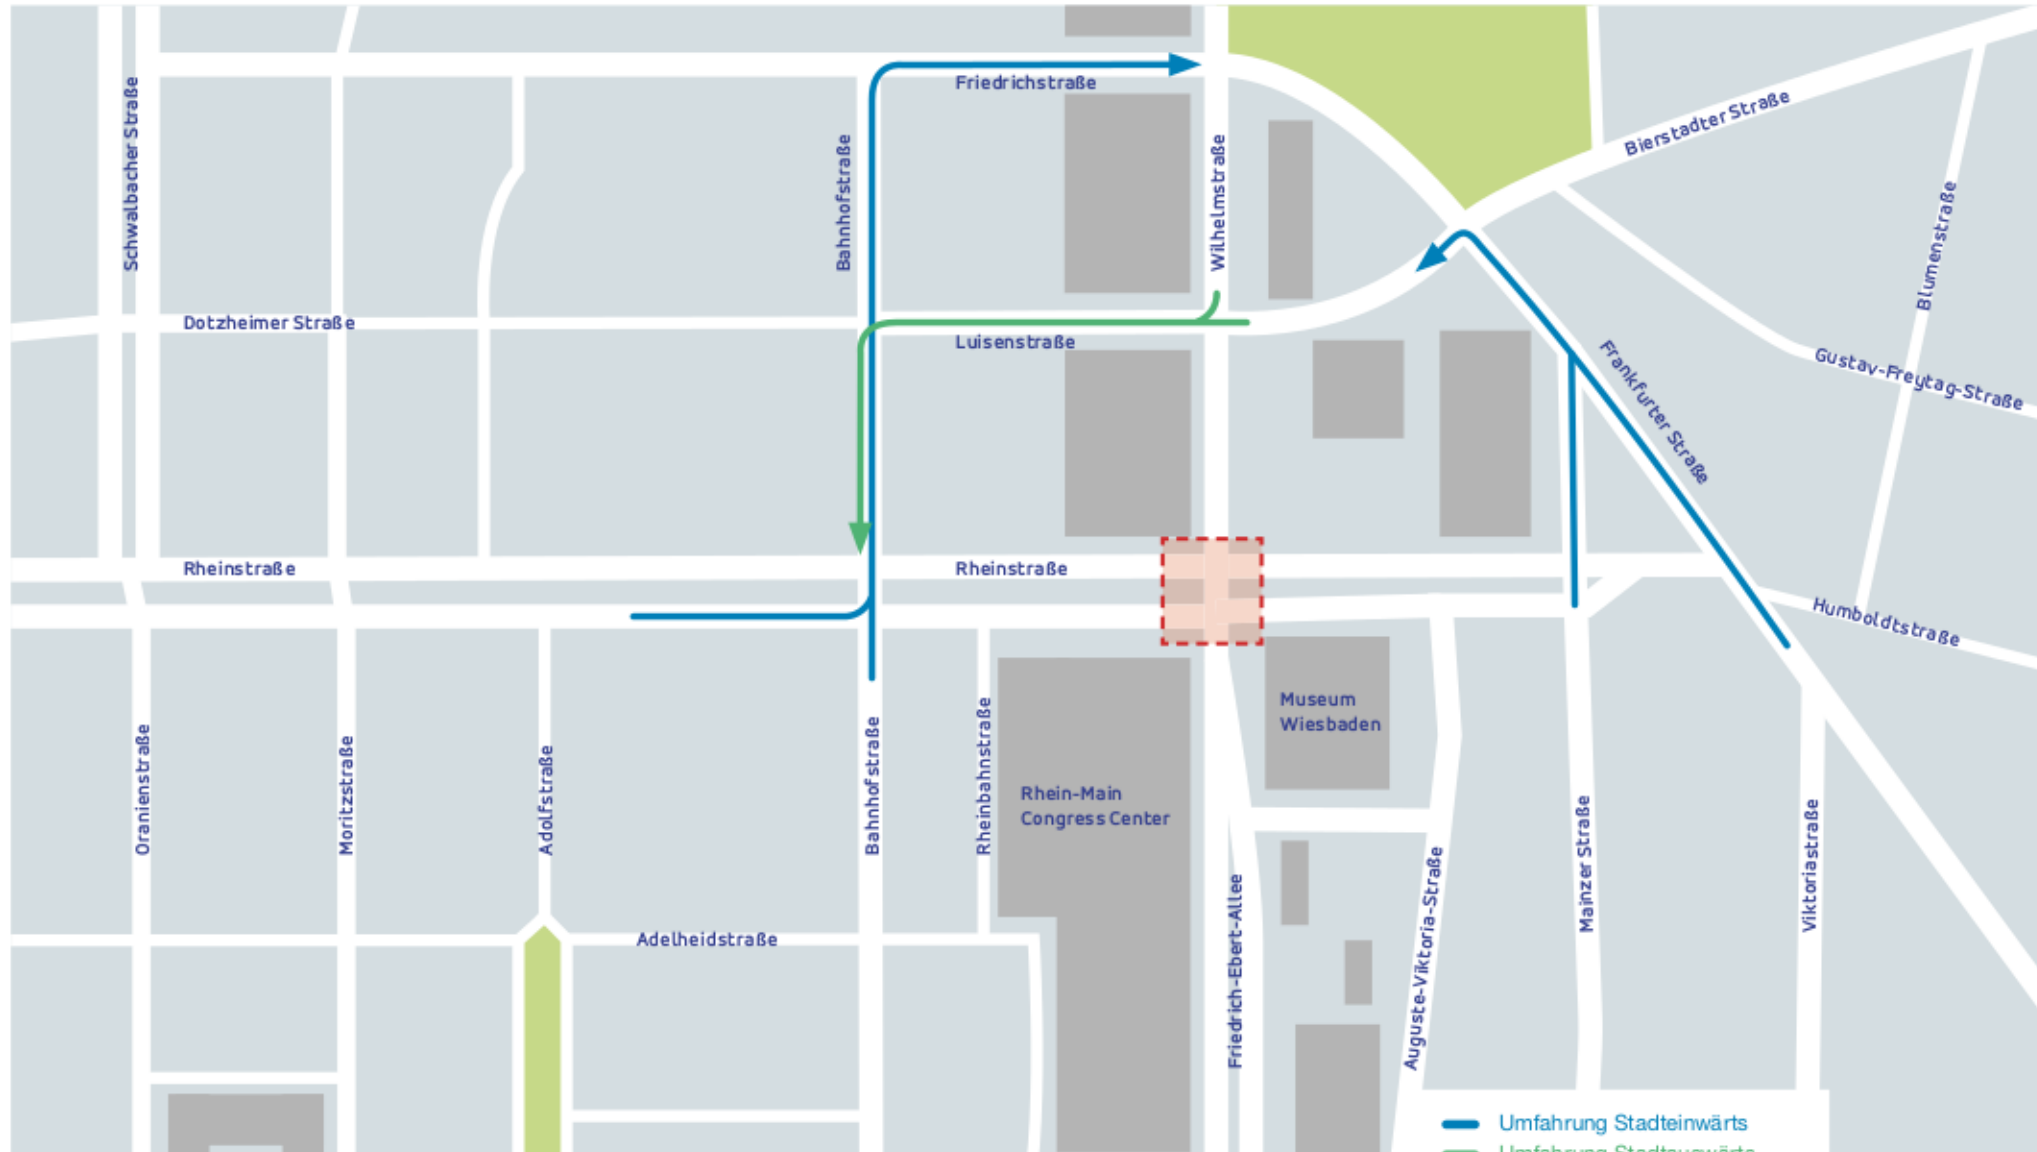 Friedrichstraße
Schwalbacher Straße
Bahnhofstraße
Wilhelmstraße
Bierstadter Straße
Blumenstraße
Dotzheimer Straße
Luisenstraße
Frankfurter Straße
Gustav-Freytag-Straße
Rheinstraße
Rheinstraße
Humboldtstraße
Oranienstraße
Moritzstraße
Adolfstraße
Bahnhofstraße
Rheinbahnstraße
Museum
Wiesbaden
Rhein-Main
Congress Center
Friedrich-Ebert-Allee
Auguste-Viktoria-Straße
Mainzer Straße
Viktoriastraße
Adelheidstraße
Umfahrung Stadteinwärts
Umfahrung Stadtauswärts